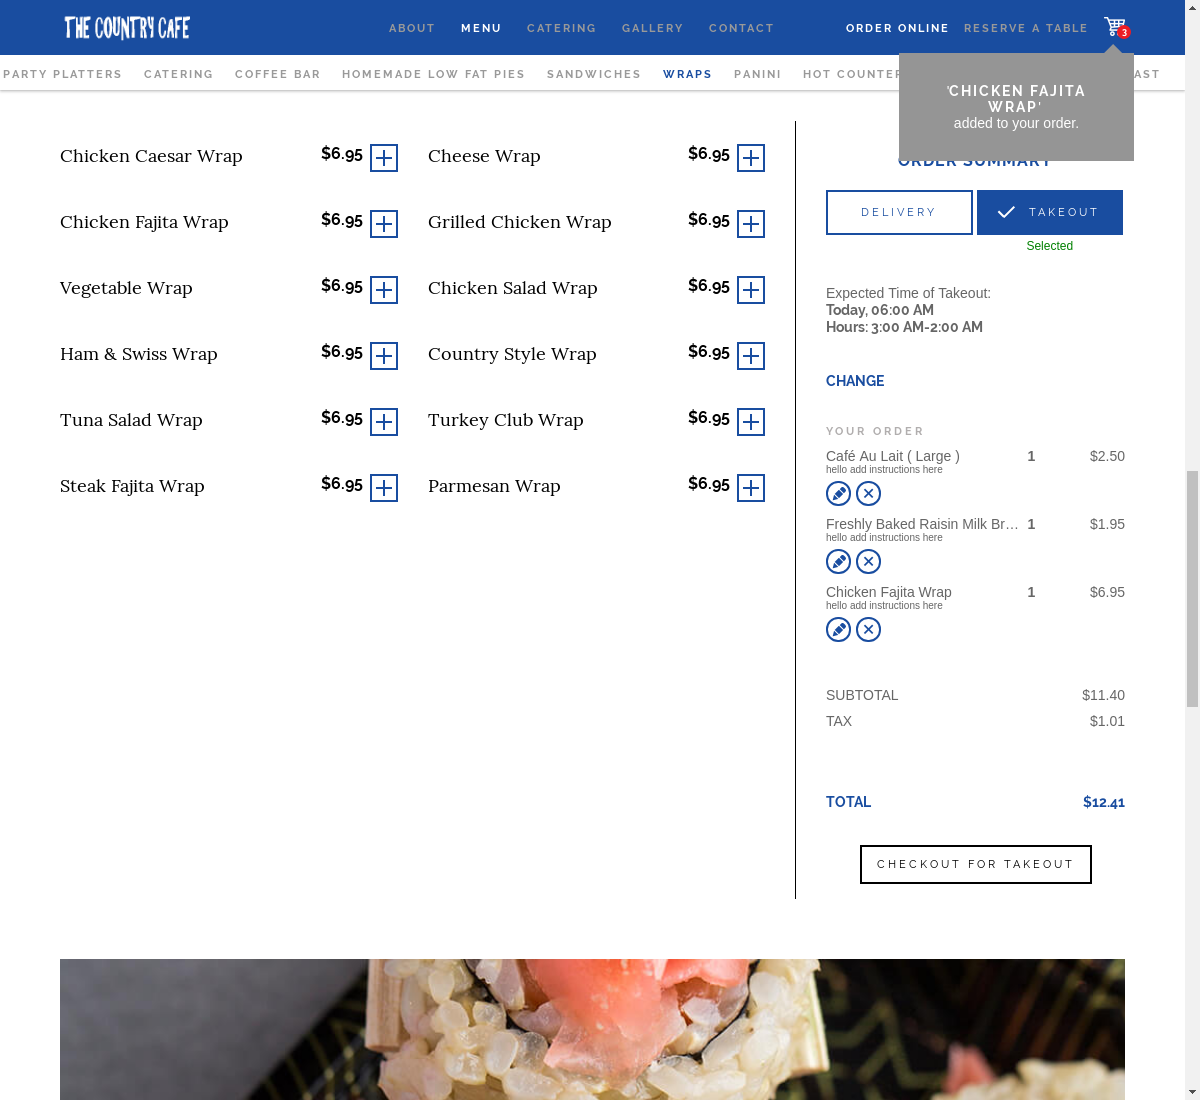 THE COUNTRY CAFE
ABOUT MENU CATERING GALLERY CONTACT ORDER ONLINE RESERVE A TABLE 3
PARTY PLATTERS CATERING COFFEE BAR HOMEMADE LOW FAT PIES SANDWICHES WRAPS PANINI HOT COUNTER
'CHICKEN FAJITA
WRAP'
added to your order.
ORDER SUMMARY
Chicken Caesar Wrap $6.95 Cheese Wrap $6.95
Chicken Fajita Wrap $6.95 Grilled Chicken Wrap $6.95
Vegetable Wrap $6.95 Chicken Salad Wrap $6.95
Ham & Swiss Wrap $6.95 Country Style Wrap $6.95
Tuna Salad Wrap $6.95 Turkey Club Wrap $6.95
Steak Fajita Wrap $6.95 Parmesan Wrap $6.95
DELIVERY TAKEOUT
Selected
Expected Time of Takeout:
Today, 06:00 AM
Hours: 3:00 AM-2:00 AM
CHANGE
YOUR ORDER
Café Au Lait ( Large ) 1 $2.50
hello add instructions here
Freshly Baked Raisin Milk Br... 1 $1.95
hello add instructions here
Chicken Fajita Wrap 1 $6.95
hello add instructions here
SUBTOTAL $11.40
TAX $1.01
TOTAL $12.41
CHECKOUT FOR TAKEOUT